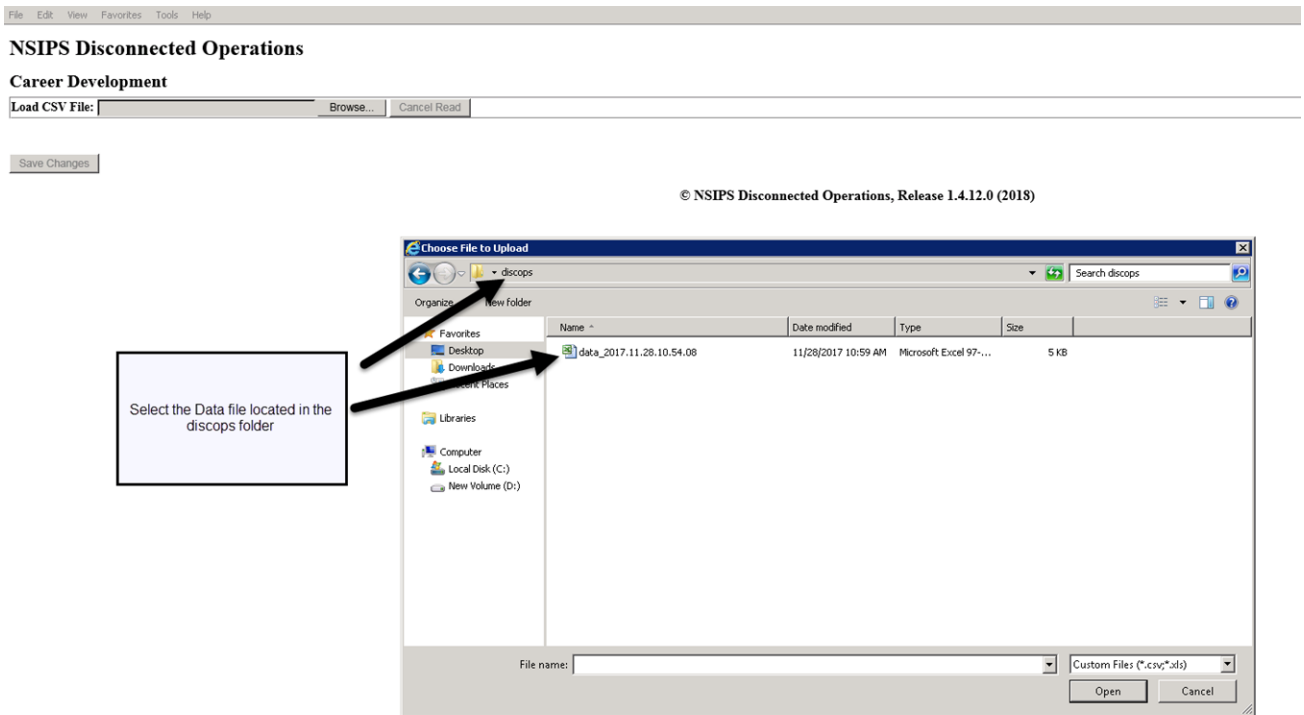 File Edit View Favorites Tools Help
NSIPS Disconnected Operations
Career Development
Load CSV File: Browse... Cancel Read
Save Changes
© NSIPS Disconnected Operations, Release 1.4.12.0 (2018)
Choose File to Upload
discops Search discops
Organize New folder
Favorites
Desktop
Downloads
Places
Libraries
Computer
Local Disk (C:)
New Volume (D:)
Name Date modified Type Size
data_2017.11.28.10.54.08 11/28/2017 10:59 AM Microsoft Excel 97-... 5 KB
Select the Data file located in the
discops folder
File name: Custom Files (*.csv;*.xls)
Open Cancel